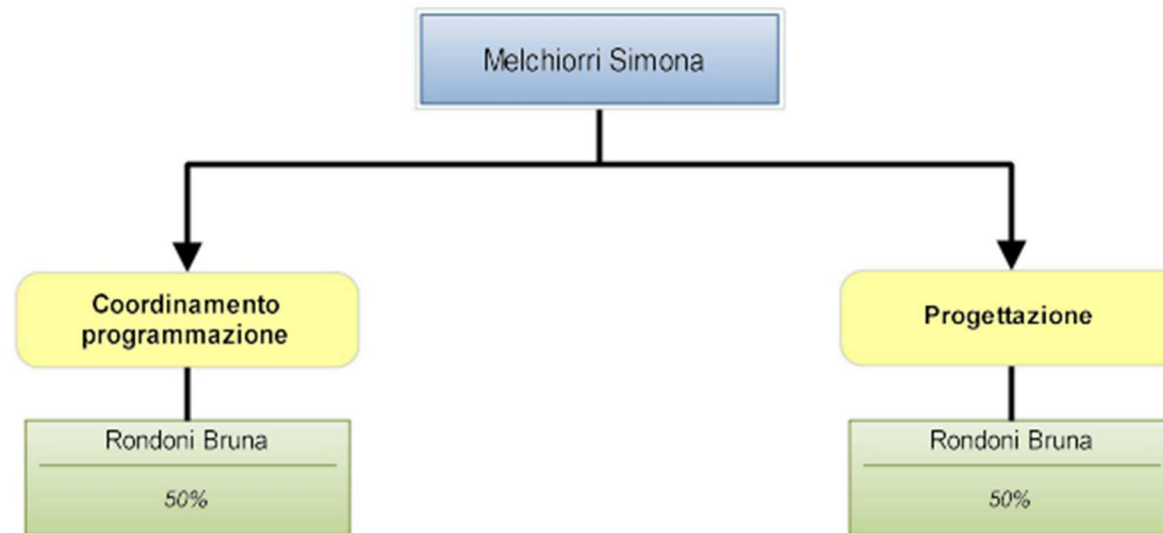 Melchiorri Simona
Coordinamento
programmazione
Progettazione
Rondoni Bruna
50%
Rondoni Bruna
50%